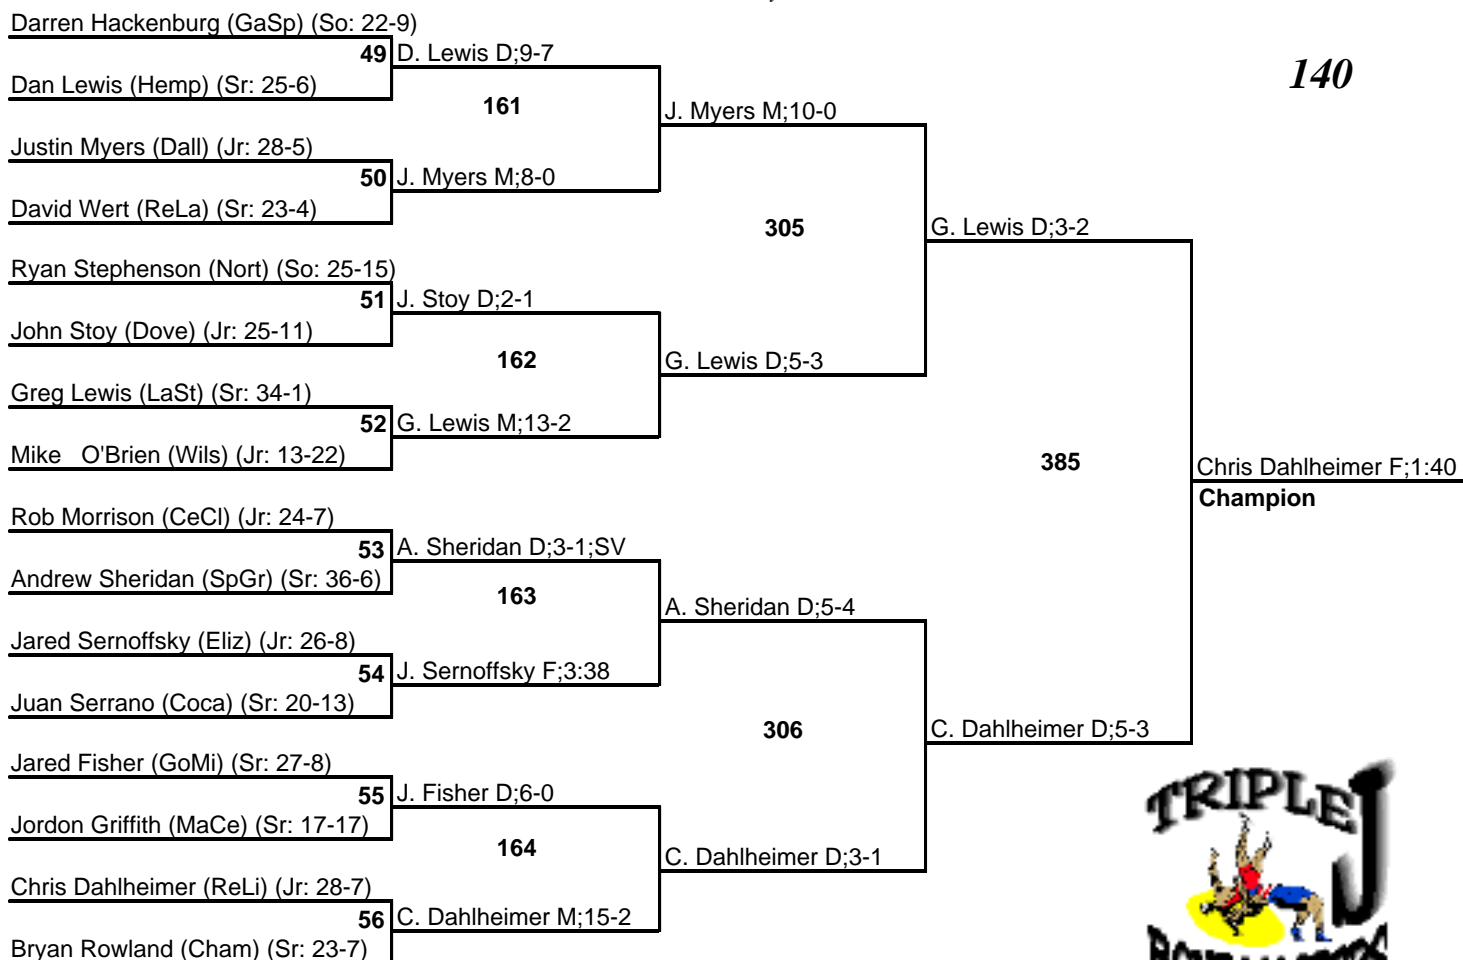 Darren Hackenburg (GaSp) (So: 22-9)
49 D. Lewis D;9-7
140
Dan Lewis (Hemp) (Sr: 25-6)
161
J. Myers M;10-0
Justin Myers (Dall) (Jr: 28-5)
50 J. Myers M;8-0
David Wert (ReLa) (Sr: 23-4)
305
G. Lewis D;3-2
Ryan Stephenson (Nort) (So: 25-15)
51 J. Stoy D;2-1
John Stoy (Dove) (Jr: 25-11)
162
G. Lewis D;5-3
Greg Lewis (LaSt) (Sr: 34-1)
52 G. Lewis M;13-2
Mike O'Brien (Wils) (Jr: 13-22)
385
Chris Dahlheimer F;1:40
Champion
Rob Morrison (CeCl) (Jr: 24-7)
53 A. Sheridan D;3-1;SV
Andrew Sheridan (SpGr) (Sr: 36-6)
163
A. Sheridan D;5-4
Jared Sernoffsky (Eliz) (Jr: 26-8)
54 J. Sernoffsky F;3:38
Juan Serrano (Coca) (Sr: 20-13)
306
C. Dahlheimer D;5-3
Jared Fisher (GoMi) (Sr: 27-8)
55 J. Fisher D;6-0
Jordon Griffith (MaCe) (Sr: 17-17)
164
C. Dahlheimer D;3-1
Chris Dahlheimer (ReLi) (Jr: 28-7)
56 C. Dahlheimer M;15-2
Bryan Rowland (Cham) (Sr: 23-7)
TRIPLE J